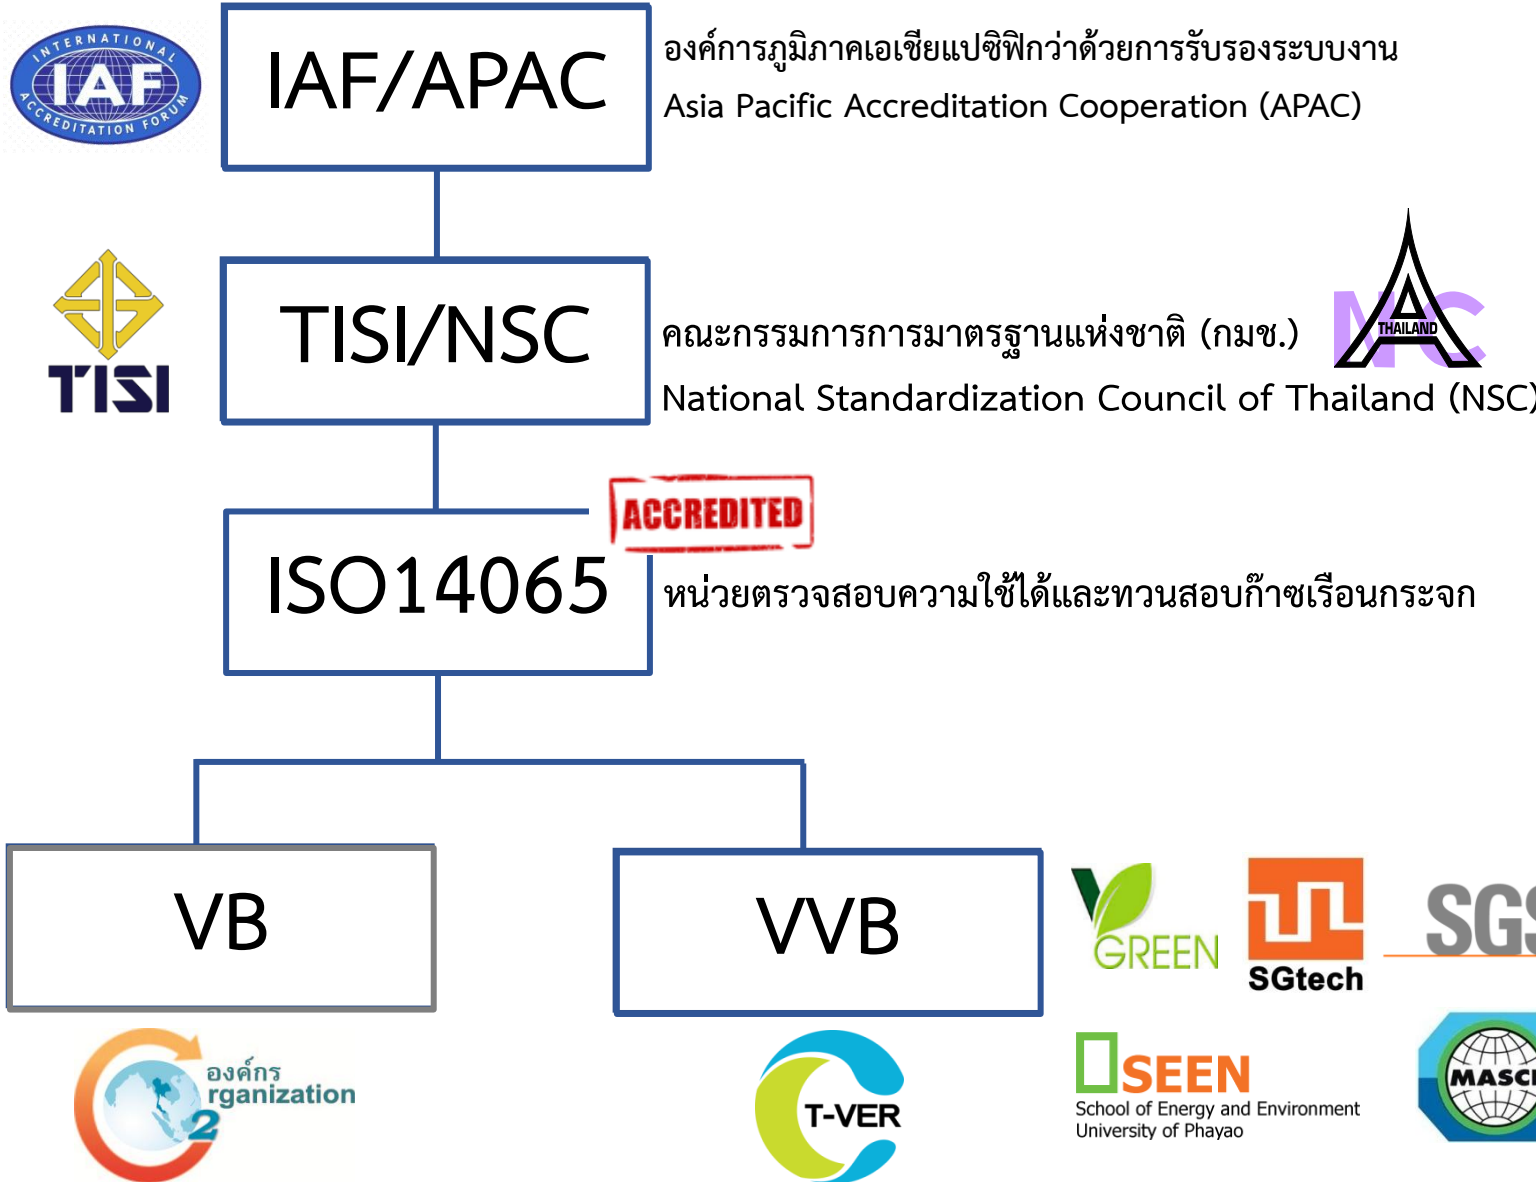 INTERNATIONAL
IAF
ACCREDITATION FORUM
IAF/APAC
องค์การภูมิภาคเอเชียแปซิฟิกว่าด้วยการรับรองระบบงาน
Asia Pacific Accreditation Cooperation (APAC)
TISI
TISI/NSC
คณะกรรมการการมาตรฐานแห่งชาติ (กมช.)
National Standardization Council of Thailand (NSC)
NC
THAILAND
ACCREDITED
ISO14065
หน่วยตรวจสอบความใช้ได้และทวนสอบก๊าซเรือนกระจก
VB
VVB
V
GREEN
SGtech
SGS
องค์กร
rganization
2
T-VER
SEEN
School of Energy and Environment
University of Phayao
MASCI